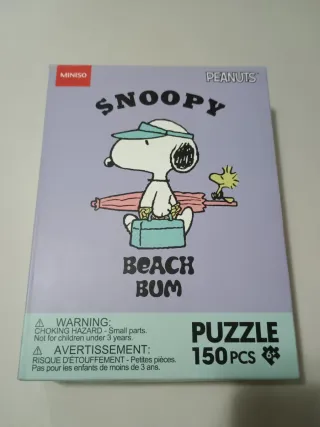 MINISO
PEANUTS
SNOOPY
BEACH
BUM
WARNING:
CHOKING HAZARD - Small parts.
Not for children under 3 years.
AVERTISSEMENT:
RISQUE D'ÉTOUFFEMENT - Petites pièces.
Pas pour les enfants de moins de 3 ans.
PUZZLE
150 PCS 6+